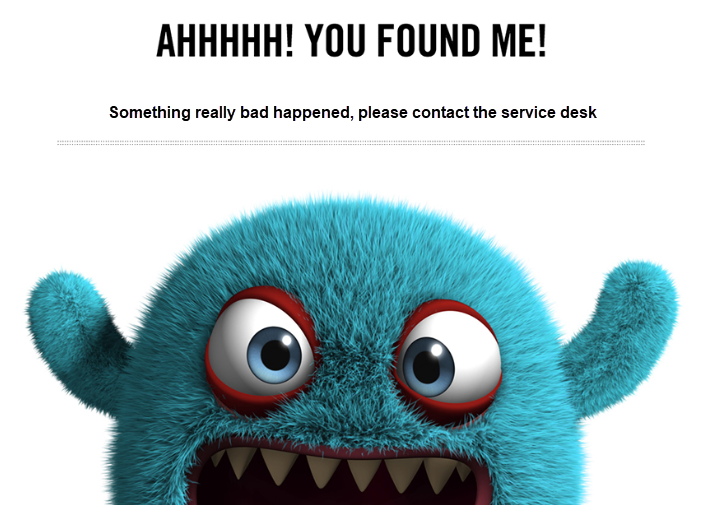 AHHHHH! YOU FOUND ME!
Something really bad happened, please contact the service desk